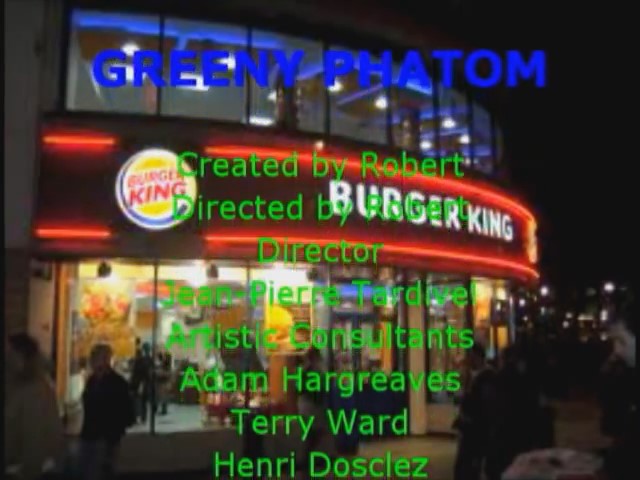 GREENY PHATOM
Created by Robert
BURGER
KING
BURGER KING
Directed by Robert
Director
Jean-Pierre Tardivel
Artistic Consultants
Adam Hargreaves
Terry Ward
Henri Dosclez